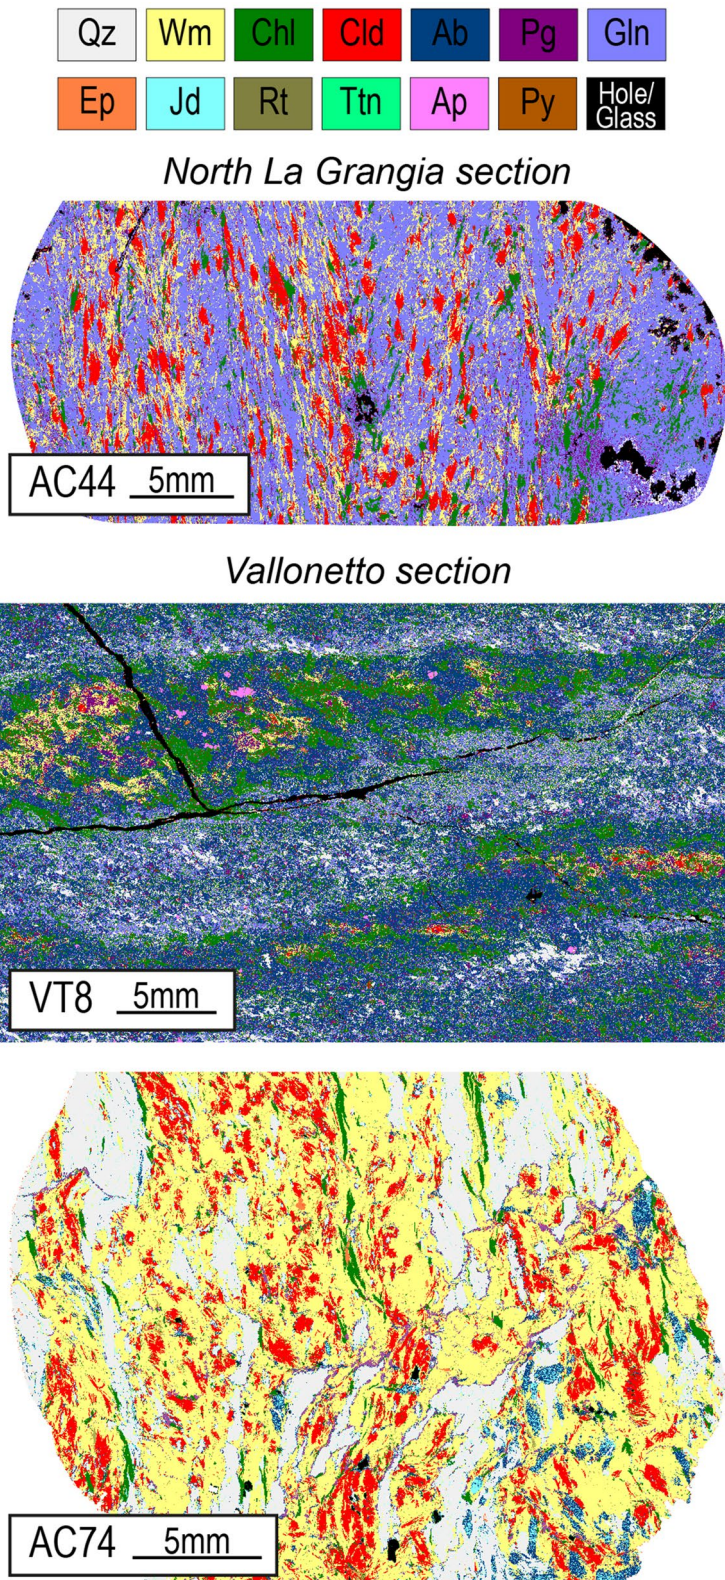 Qz Wm Chl Cld Ab Pg Gln
Ep Jd Rt Ttn Ap Py Hole/
Glass
North La Grangia section
AC44 5mm
Vallonetto section
VT8 5mm
AC74 5mm